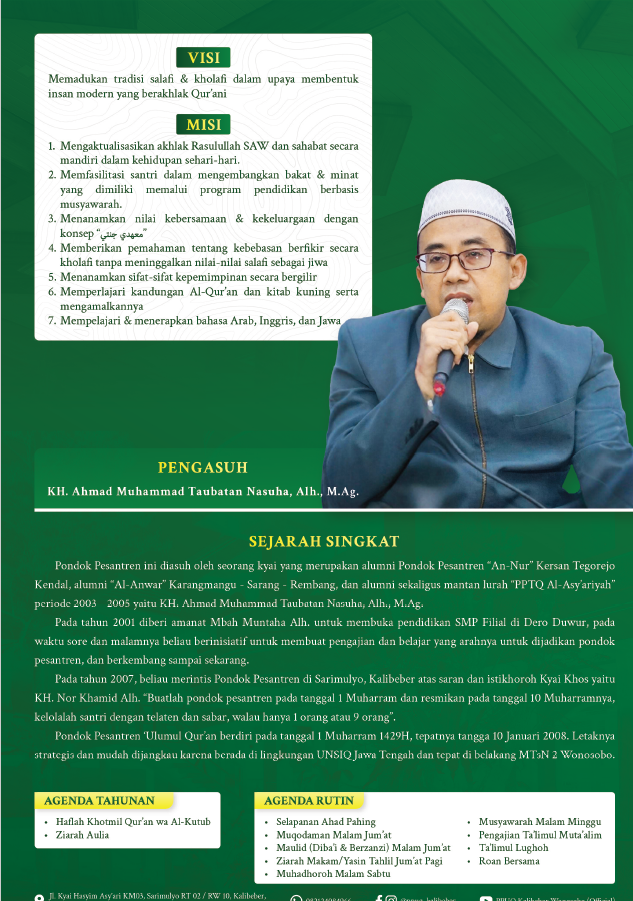 VISI
Memadukan tradisi salafi & kholafi dalam upaya membentuk
insan modern yang berakhlak Qur'ani
MISI
1. Mengaktualisasikan akhlak Rasulullah SAW dan sahabat secara
mandiri dalam kehidupan sehari-hari.
2. Memfasilitasi santri dalam mengembangkan bakat & minat
yang dimiliki memalui program pendidikan berbasis
musyawarah.
3. Menanamkan nilai kebersamaan & kekeluargaan dengan
konsep “معهدي جنتي”
4. Memberikan pemahaman tentang kebebasan berfikir secara
kholafi tanpa meninggalkan nilai-nilai salafi sebagai jiwa
5. Menanamkan sifat-sifat kepemimpinan secara bergilir
6. Memperlajari kandungan Al-Qur'an dan kitab kuning serta
mengamalkannya
7. Mempelajari & menerapkan bahasa Arab, Inggris, dan Jawa
PENGASUH
KH. Ahmad Muhammad Taubatan Nasuha, Alh., M.Ag.
SEJARAH SINGKAT
Pondok Pesantren ini diasuh oleh seorang kyai yang merupakan alumni Pondok Pesantren “An-Nur” Kersan Tegorejo
Kendal, alumni “Al-Anwar” Karangmangu - Sarang - Rembang, dan alumni sekaligus mantan lurah “PPTQ Al-Asy'ariyah”
periode 2003 2005 yaitu KH. Ahmad Muhammad Taubatan Nasuha, Alh., M.Ag.
Pada tahun 2001 diberi amanat Mbah Muntaha Alh. untuk membuka pendidikan SMP Filial di Dero Duwur, pada
waktu sore dan malamnya beliau berinisiatif untuk membuat pengajian dan belajar yang arahnya untuk dijadikan pondok
pesantren, dan berkembang sampai sekarang.
Pada tahun 2007, beliau merintis Pondok Pesantren di Sarimulyo, Kalibeber atas saran dan istikhoroh Kyai Khos yaitu
KH. Nor Khamid Alh. “Buatlah pondok pesantren pada tanggal 1 Muharram dan resmikan pada tanggal 10 Muharramnya,
kelolalah santri dengan telaten dan sabar, walau hanya 1 orang atau 9 orang”.
Pondok Pesantren ‘Ulumul Qur'an berdiri pada tanggal 1 Muharram 1429H, tepatnya tangga 10 Januari 2008. Letaknya
strategis dan mudah dijangkau karena berada di lingkungan UNSIQ Jawa Tengah dan tepat di belakang MTsN 2 Wonosobo.
AGENDA TAHUNAN
• Haflah Khotmil Qur'an wa Al-Kutub
• Ziarah Aulia
AGENDA RUTIN
• Selapanan Ahad Pahing
• Muqodaman Malam Jum'at
• Maulid (Diba'i & Berzanzi) Malam Jum'at
• Ziarah Makam/Yasin Tahlil Jum'at Pagi
• Muhadhoroh Malam Sabtu
• Musyawarah Malam Minggu
• Pengajian Ta'limul Muta'alim
• Ta'limul Lughoh
• Roan Bersama
Jl. Kyai Hasyim Asy'ari KM03, Sarimulyo RT 02 / RW 10, Kalibeber,